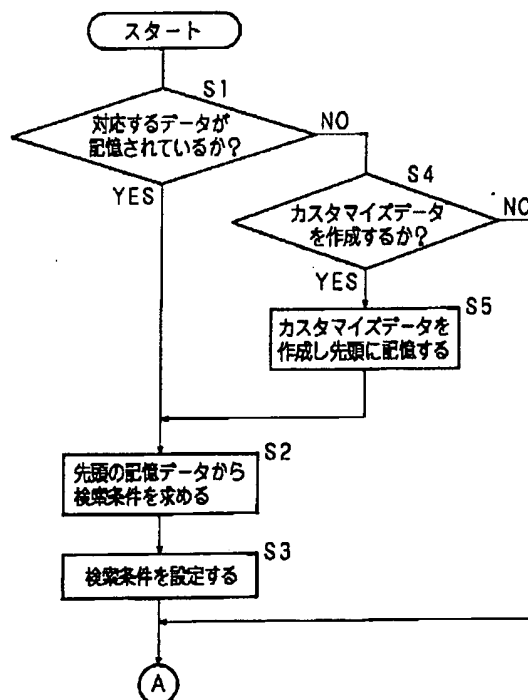 スタート
S1
対応するデータが
記憶されているか?
NO
YES
S4
カスタマイズデータ
を作成するか?
NO
YES
S5
カスタマイズデータを
作成し先頭に記憶する
S2
先頭の記憶データから
検索条件を求める
S3
検索条件を設定する
A